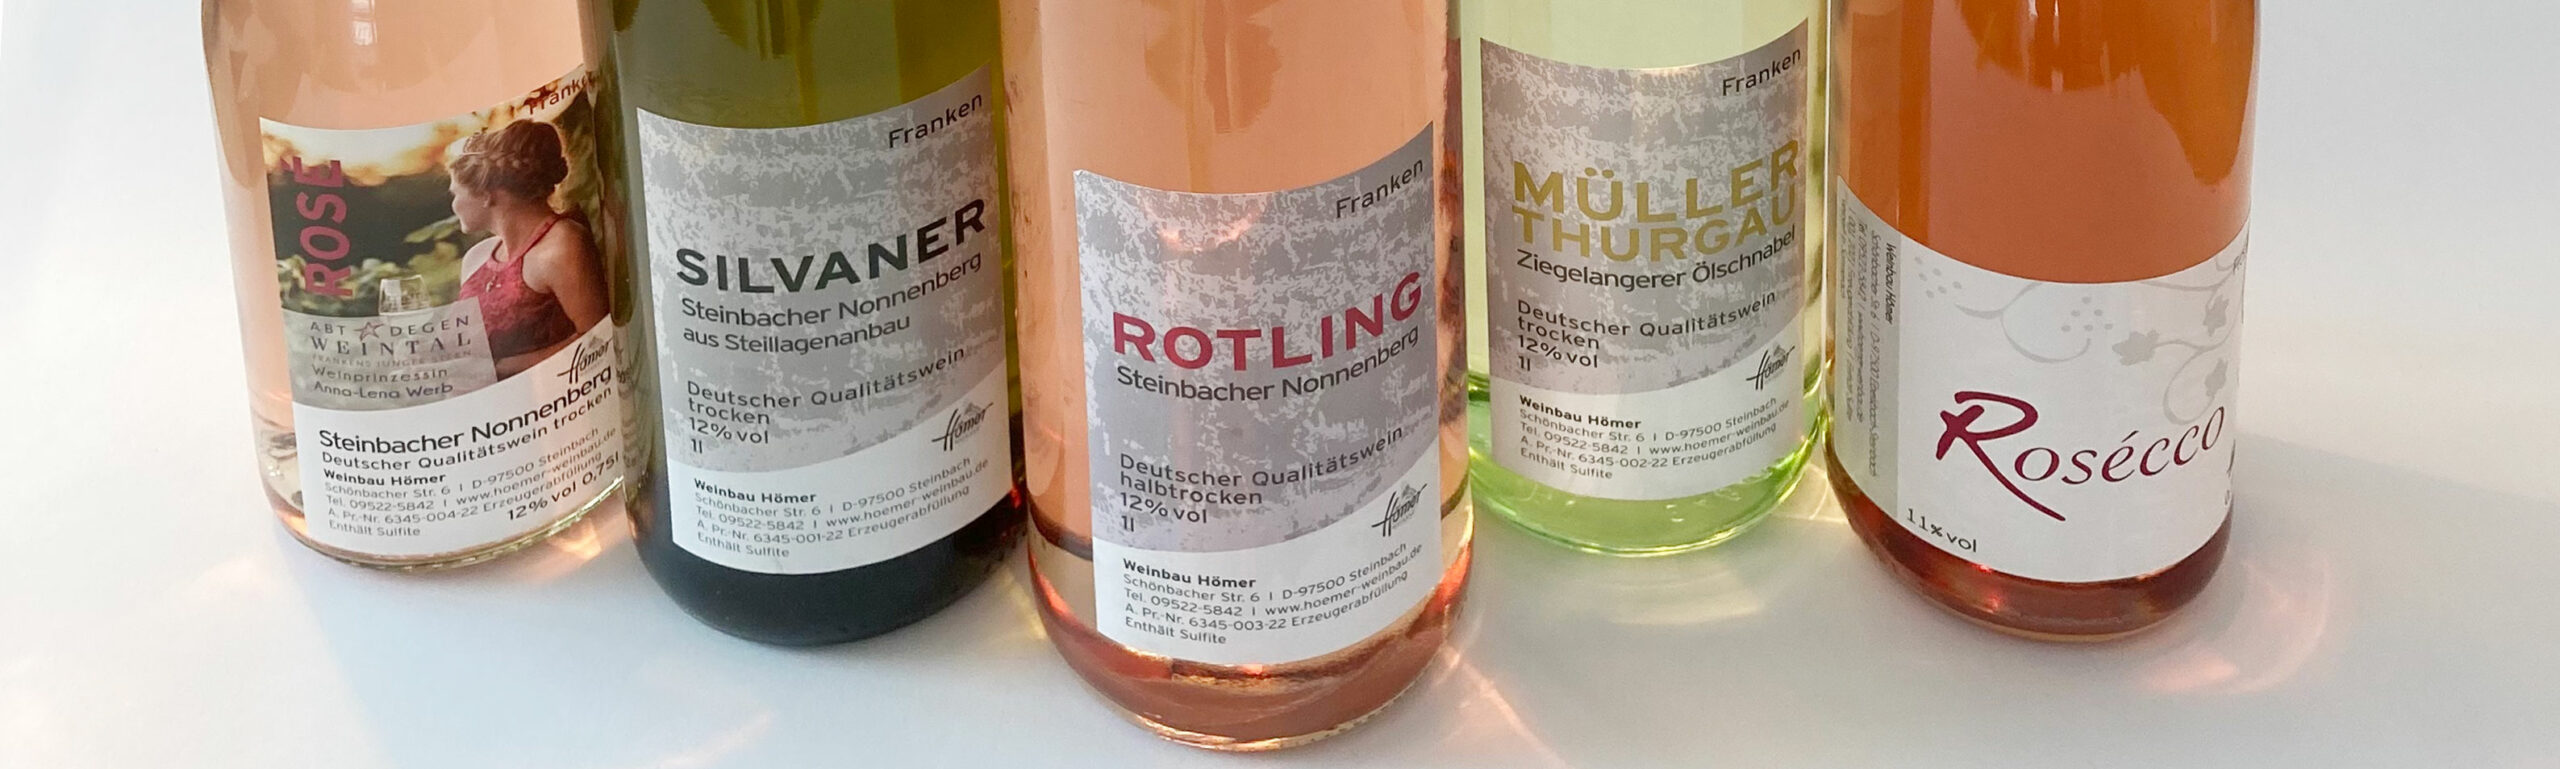 Franken
ROSÉ
ABT DEGEN
WEINTAL
FRANKENS JUNGER STERN
Weinprinzessin
Anna-Lena Werb
Hömer
Steinbacher Nonnenberg
Deutscher Qualitätswein trocken
Weinbau Hömer
Schönbacher Str. 6 I D-97500 Steinbach
Tel. 09522-5842 I www.hoemer-weinbau.de
A. Pr.-Nr. 6345-004-22 Erzeugerabfüllung
Enthält Sulfite
12% vol 0,75l
Franken
SILVANER
Steinbacher Nonnenberg
aus Steillagenanbau
Deutscher Qualitätswein
trocken
12% vol
1l
Hömer
Weinbau Hömer
Schönbacher Str. 6 I D-97500 Steinbach
Tel. 09522-5842 I www.hoemer-weinbau.de
A. Pr.-Nr. 6345-001-22 Erzeugerabfüllung
Enthält Sulfite
Franken
ROTLING
Steinbacher Nonnenberg
Deutscher Qualitätswein
halbtrocken
12% vol
1l
Hömer
Weinbau Hömer
Schönbacher Str. 6 I D-97500 Steinbach
Tel. 09522-5842 I www.hoemer-weinbau.de
A. Pr.-Nr. 6345-003-22 Erzeugerabfüllung
Enthält Sulfite
Franken
MÜLLER
THURGAU
Ziegelangerer Ölschnabel
Deutscher Qualitätswein
trocken
12% vol
1l
Hömer
Weinbau Hömer
Schönbacher Str. 6 I D-97500 Steinbach
Tel. 09522-5842 I www.hoemer-weinbau.de
A. Pr.-Nr. 6345-002-22 Erzeugerabfüllung
Enthält Sulfite
Weinbau Hömer
Rosécco
11% vol